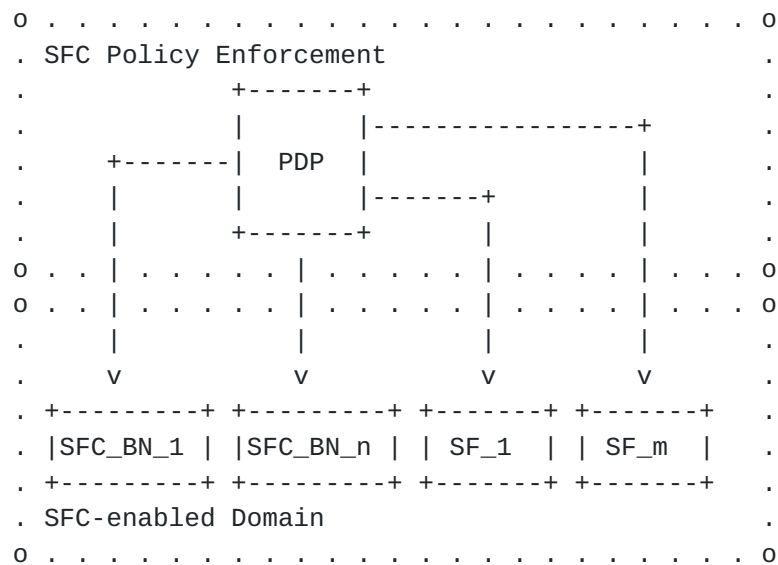 o . . . . . . . . . . . . . . . . . . . . . . . o
. SFC Policy Enforcement                        .
.             +-------+                         .
.             |       |-----------------+       .
.     +-------|  PDP  |                 |       .
.     |       |       |-------+         |       .
.     |       +-------+       |         |       .
o . . | . . . . . | . . . . . | . . . . | . . . o
o . . | . . . . . | . . . . . | . . . . | . . . o
.     |           |           |         |       .
.     v           v           v         v       .
. +---------+ +---------+ +-------+ +-------+   .
. |SFC_BN_1 | |SFC_BN_n | | SF_1  | | SF_m  |   .
. +---------+ +---------+ +-------+ +-------+   .
. SFC-enabled Domain                            .
o . . . . . . . . . . . . . . . . . . . . . . . o